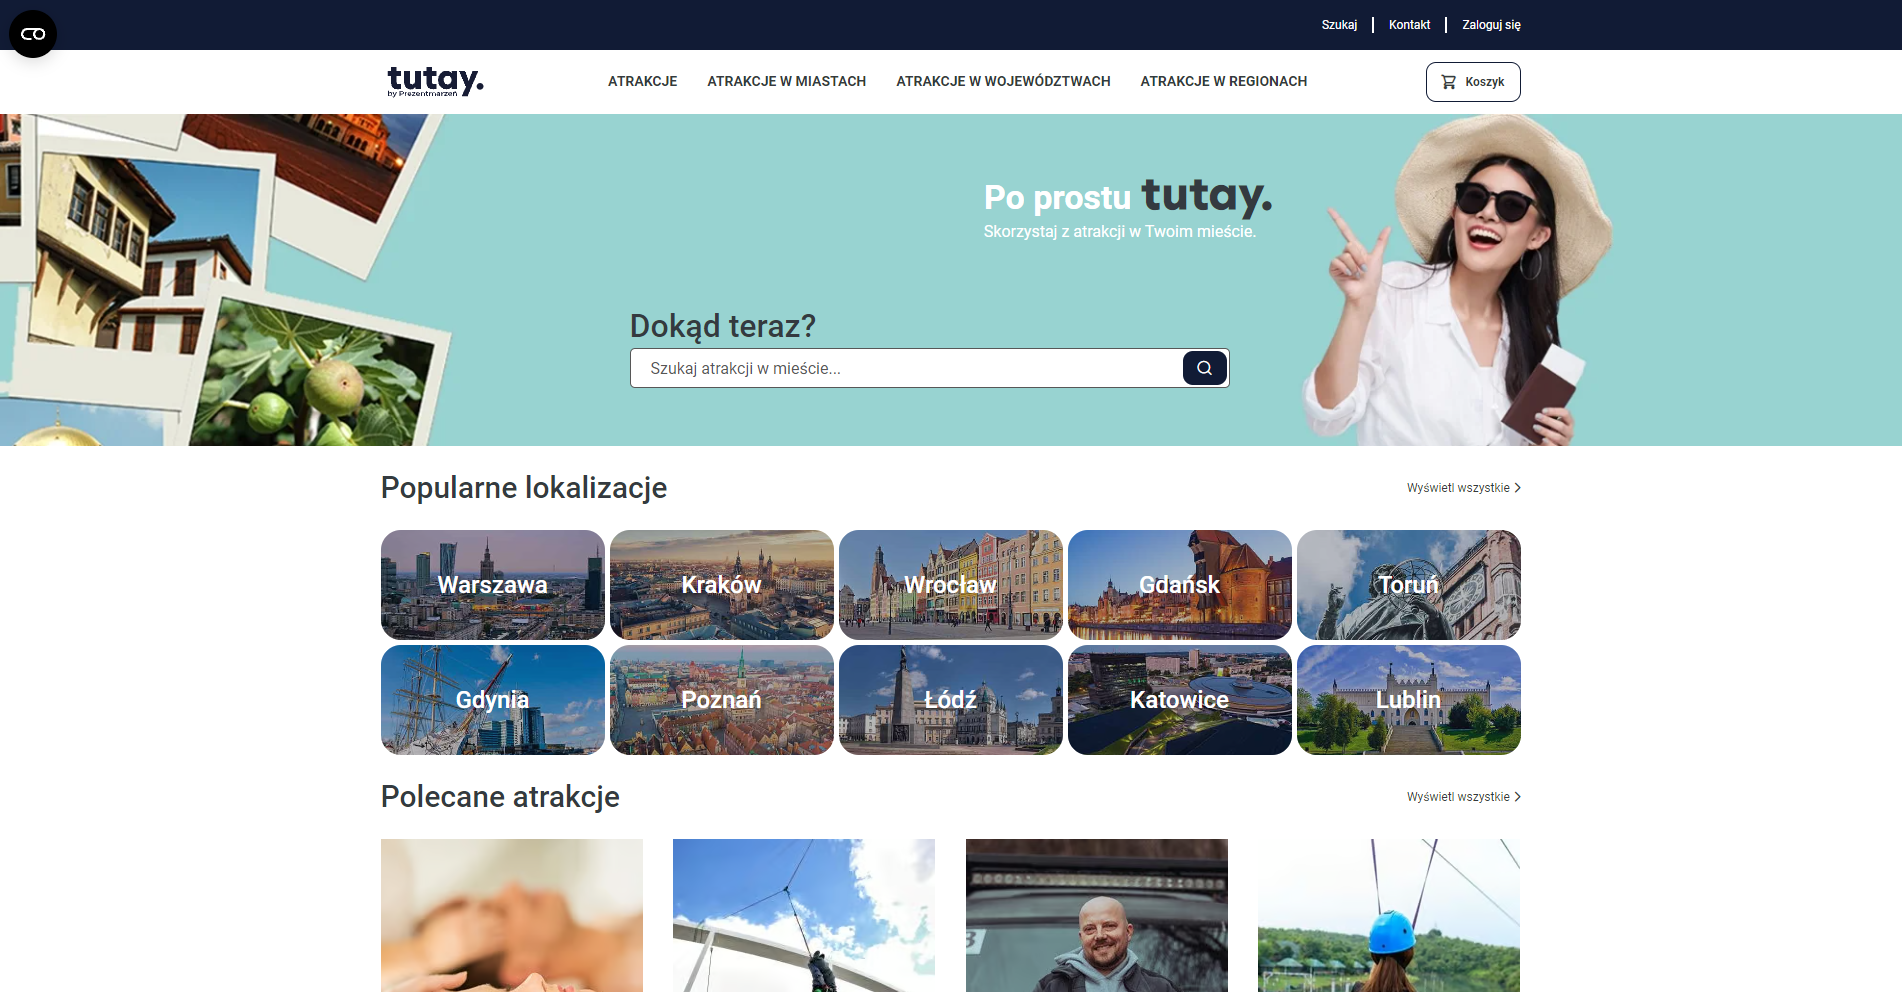 Szukaj
Kontakt
Zaloguj się
tutay.
by Prezentmarzeń
ATRAKCJE
ATRAKCJE W MIASTACH
ATRAKCJE W WOJEWÓDZTWACH
ATRAKCJE W REGIONACH
Koszyk
Po prostu tutay.
Skorzystaj z atrakcji w Twoim mieście.
Dokąd teraz?
Szukaj atrakcji w mieście...
Popularne lokalizacje
Wyświetl wszystkie
Warszawa
Kraków
Wrocław
Gdańsk
Toruń
Gdynia
Poznań
Łódź
Katowice
Lublin
Polecane atrakcje
Wyświetl wszystkie